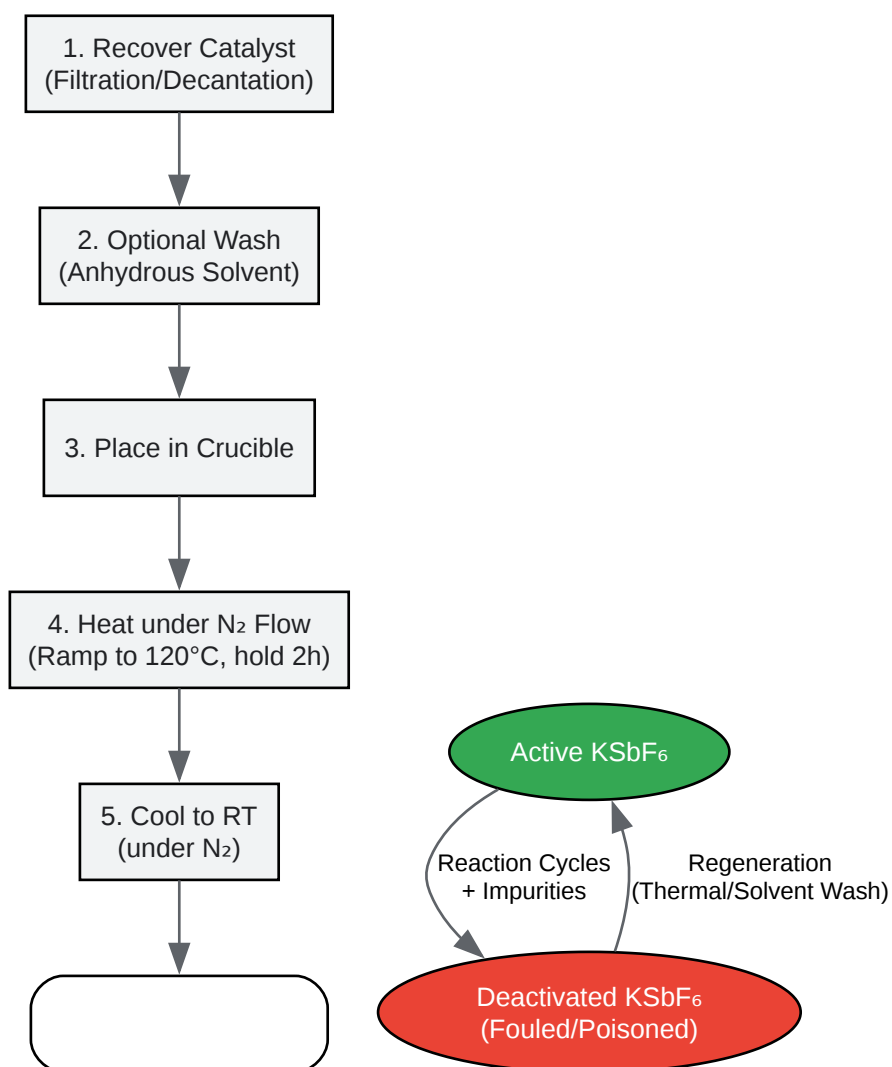 1. Recover Catalyst
(Filtration/Decantation)
2. Optional Wash
(Anhydrous Solvent)
3. Place in Crucible
4. Heat under N₂ Flow
(Ramp to 120°C, hold 2h)
5. Cool to RT
(under N₂)
Active KSbF₆
Reaction Cycles
+ Impurities
Regeneration
(Thermal/Solvent Wash)
Deactivated KSbF₆
(Fouled/Poisoned)